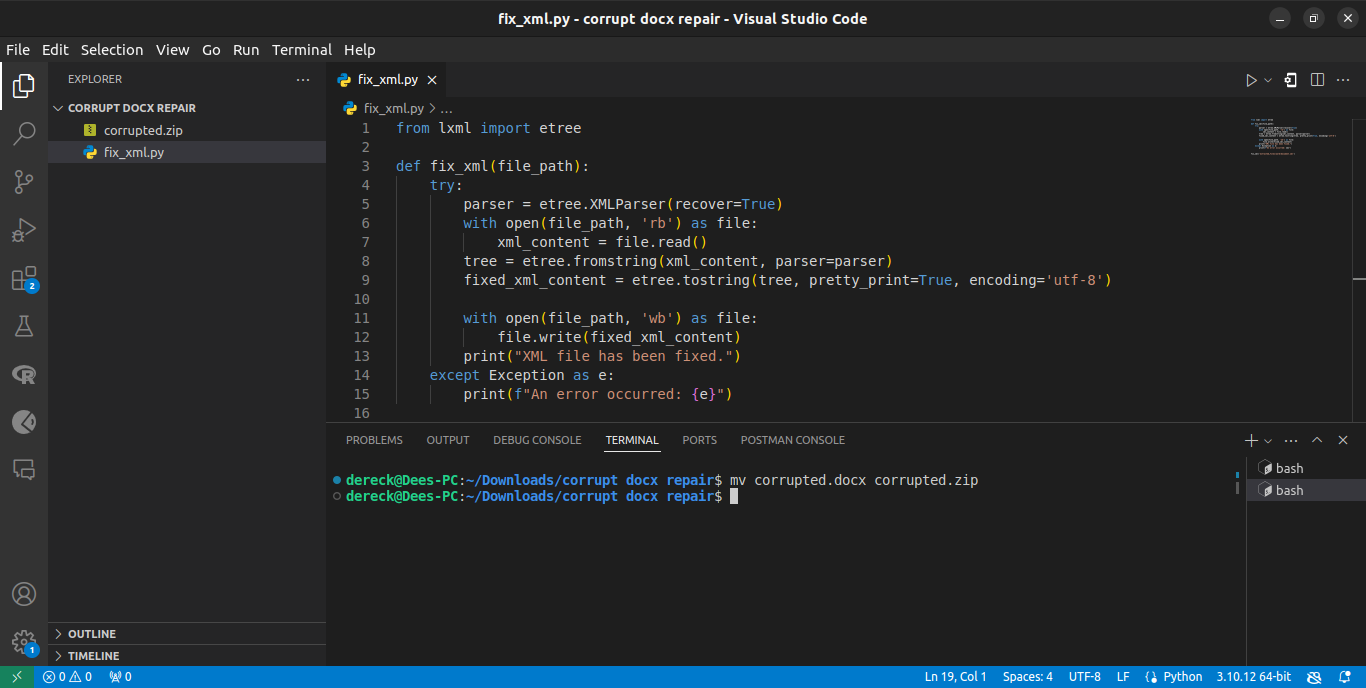 fix_xml.py - corrupt docx repair - Visual Studio Code
File Edit Selection View Go Run Terminal Help
EXPLORER
CORRUPT DOCX REPAIR
corrupted.zip
fix_xml.py
fix_xml.py
fix_xml.py > ...
1 from lxml import etree
2
3 def fix_xml(file_path):
4     try:
5         parser = etree.XMLParser(recover=True)
6         with open(file_path, 'rb') as file:
7             xml_content = file.read()
8         tree = etree.fromstring(xml_content, parser=parser)
9         fixed_xml_content = etree.tostring(tree, pretty_print=True, encoding='utf-8')
10
11         with open(file_path, 'wb') as file:
12             file.write(fixed_xml_content)
13         print("XML file has been fixed.")
14     except Exception as e:
15         print(f"An error occurred: {e}")
16
PROBLEMS OUTPUT DEBUG CONSOLE TERMINAL PORTS POSTMAN CONSOLE
dereck@Dees-PC:~/Downloads/corrupt docx repair$ mv corrupted.docx corrupted.zip
dereck@Dees-PC:~/Downloads/corrupt docx repair$
bash
bash
2
R
1
OUTLINE
TIMELINE
0 0 0 Ln 19, Col 1 Spaces: 4 UTF-8 LF Python 3.10.12 64-bit